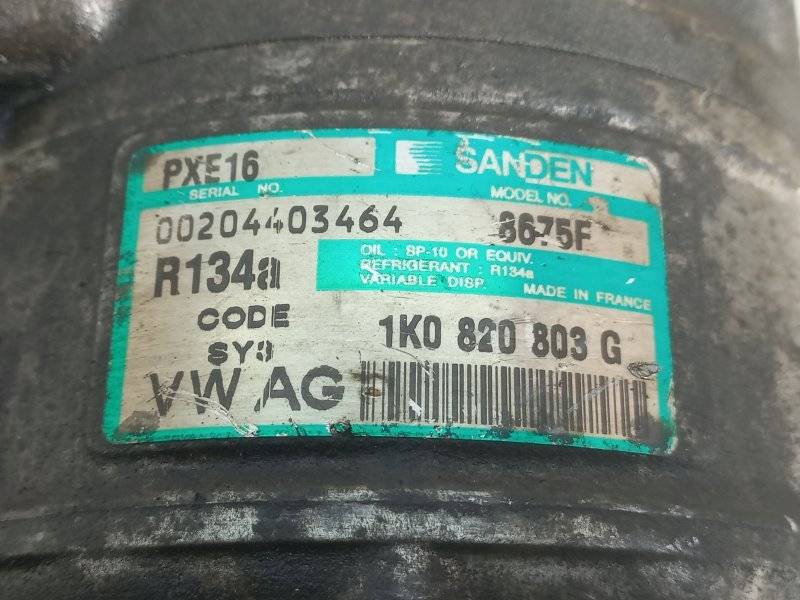 PXE16
SANDEN
SERIAL NO.
MODEL NO.
00204403464
8675F
R134a
OIL : SP-10 OR EQUIV.
REFRIGERANT : R134a
VARIABLE DISP.
MADE IN FRANCE
CODE
SY9
1K0 820 803 G
VW AG